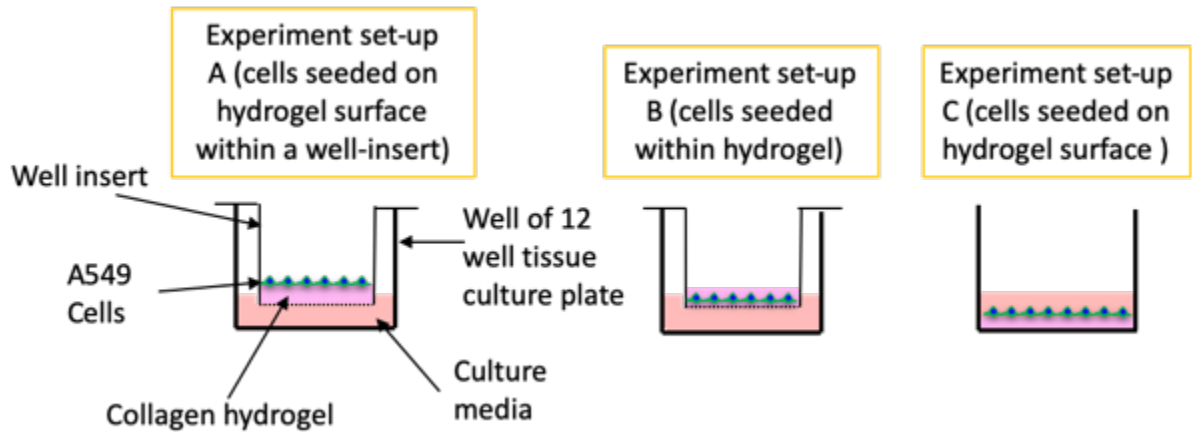 Experiment set-up
A (cells seeded on
hydrogel surface
within a well-insert)
Experiment set-up
B (cells seeded
within hydrogel)
Experiment set-up
C (cells seeded on
hydrogel surface )
Well insert
A549
Cells
Collagen hydrogel
Well of 12
well tissue
culture plate
Culture
media